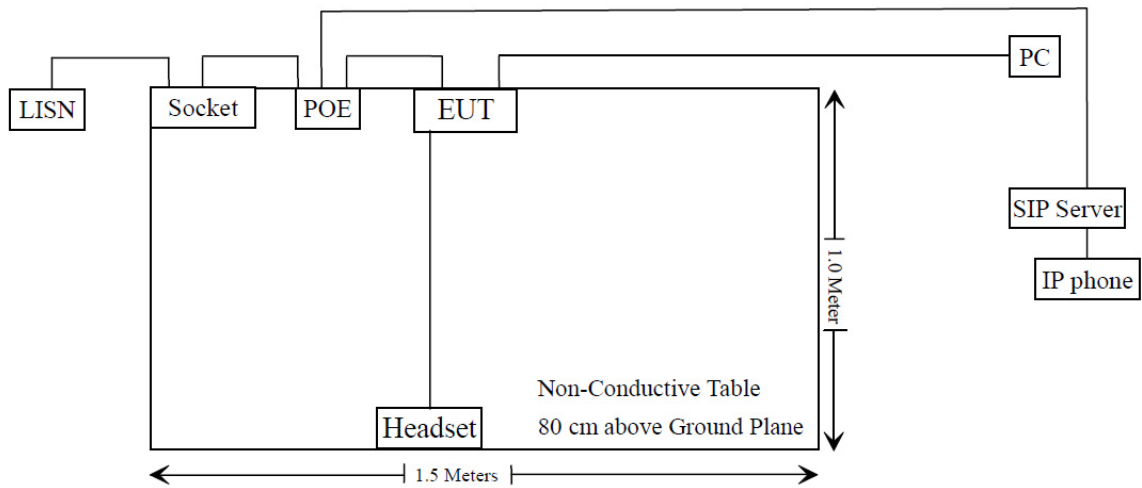 PC
LISN
Socket
POE
EUT
SIP Server
1.0 Meter
IP phone
Non-Conductive Table
80 cm above Ground Plane
Headset
1.5 Meters